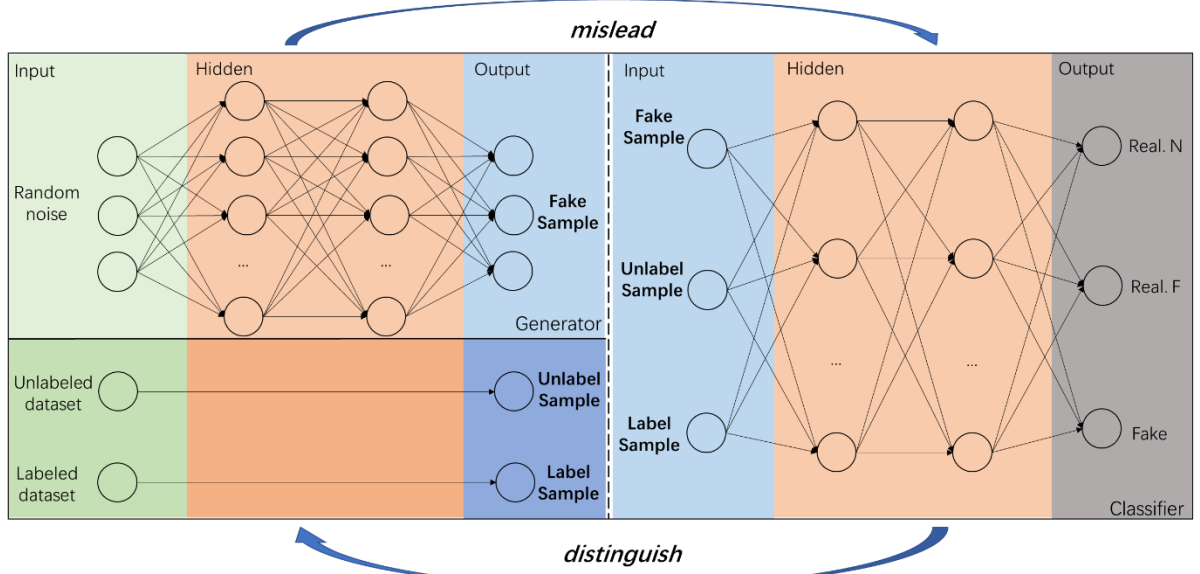 mislead
Input
Hidden
Output
Input
Hidden
Output
Random
noise
...
...
Fake
Sample
Generator
Unlabeled
dataset
Unlabel
Sample
Labeled
dataset
Label
Sample
Fake
Sample
Unlabel
Sample
Label
Sample
...
...
Real. N
Real. F
Fake
Classifier
distinguish